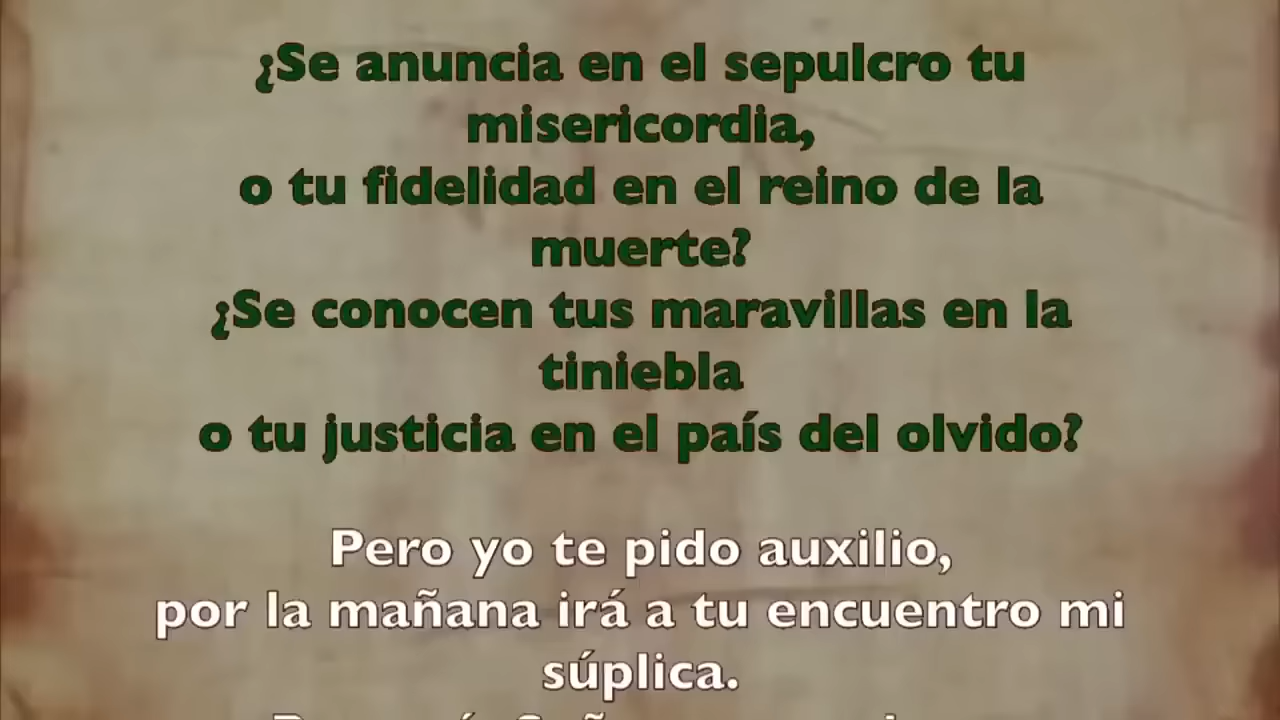 ¿Se anuncia en el sepulcro tu
misericordia,
o tu fidelidad en el reino de la
muerte?
¿Se conocen tus maravillas en la
tiniebla
o tu justicia en el país del olvido?
Pero yo te pido auxilio,
por la mañana irá a tu encuentro mi
súplica.